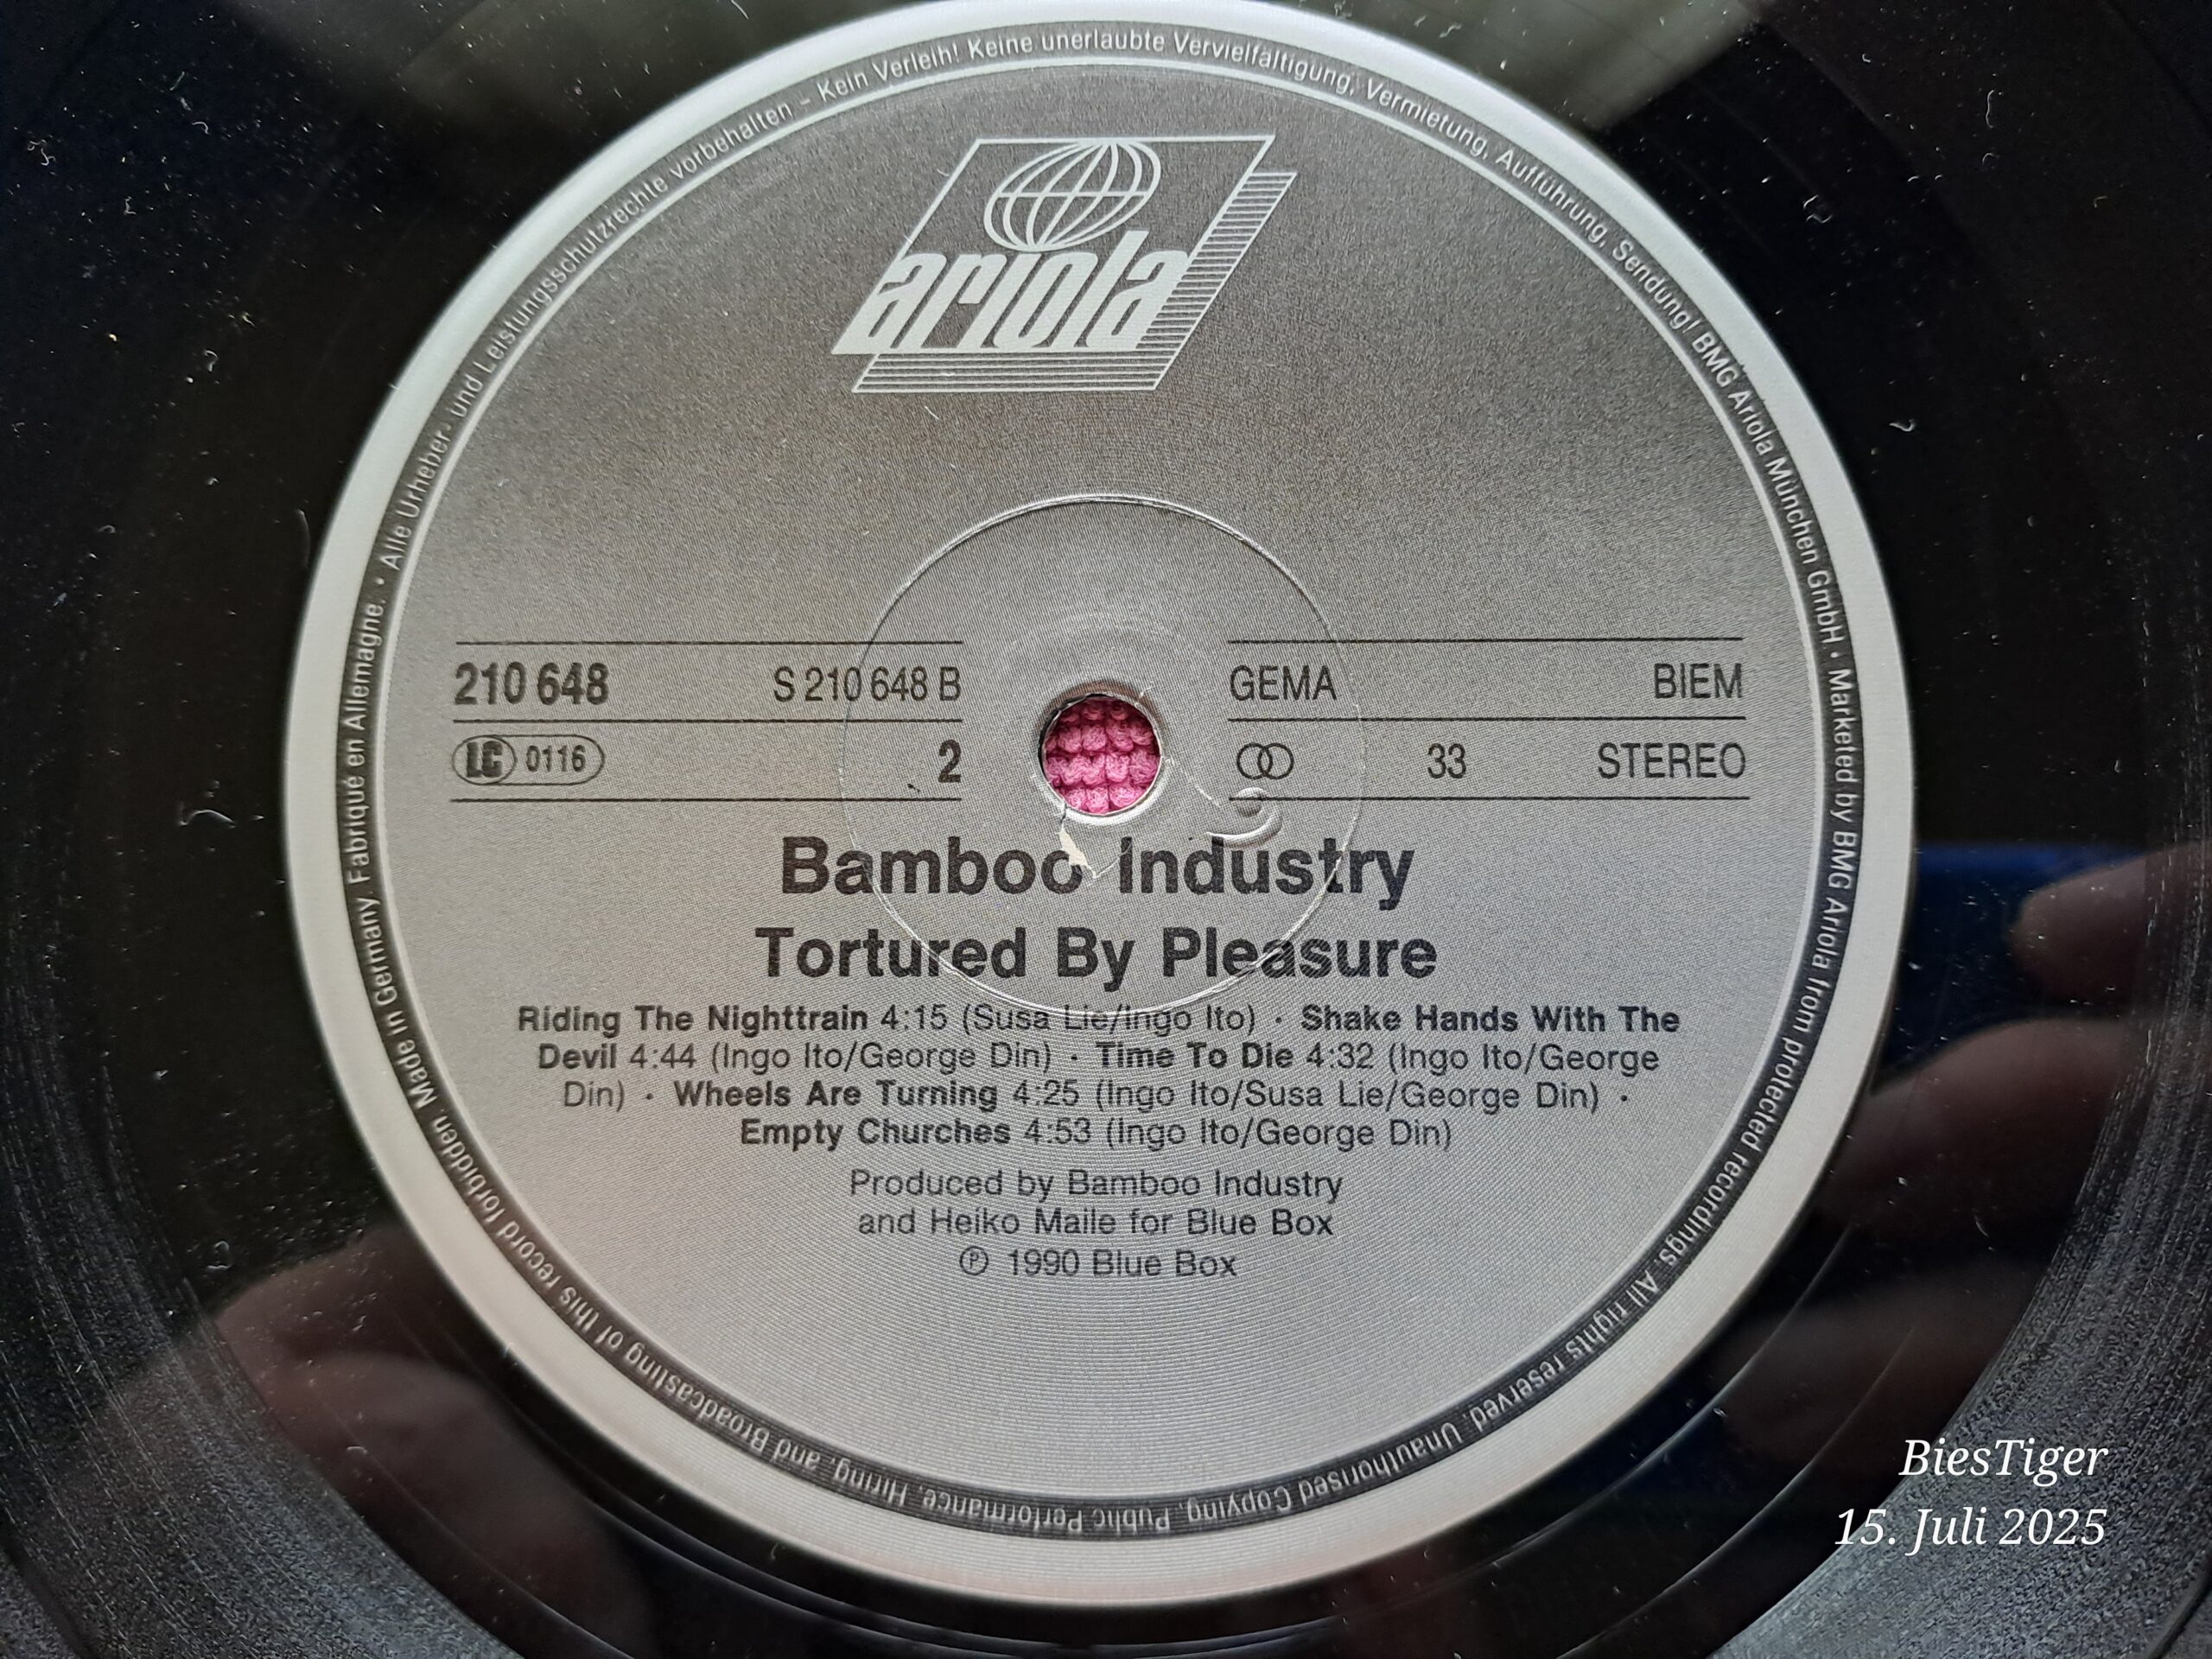 Alle Urheber- und Leistungsschutzrechte vorbehalten – Kein Verleih! Keine unerlaubte Vervielfältigung, Vermietung, Aufführung, Sendung! BMG Ariola München GmbH · Marketed by BMG Ariola from protected recordings. All rights reserved. Unauthorised Copying, Public Performance, Hiring, and Broadcasting of this record forbidden. Made in Germany. Fabriqué en Allemagne. ·
ariola
210 648 S 210 648 B GEMA BIEM
LC 0116 2 33 STEREO
Bamboo Industry
Tortured By Pleasure
Riding The Nighttrain 4:15 (Susa Lie/Ingo Ito) · Shake Hands With The
Devil 4:44 (Ingo Ito/George Din) · Time To Die 4:32 (Ingo Ito/George
Din) · Wheels Are Turning 4:25 (Ingo Ito/Susa Lie/George Din) ·
Empty Churches 4:53 (Ingo Ito/George Din)
Produced by Bamboo Industry
and Heiko Maile for Blue Box
℗ 1990 Blue Box
BiesTiger
15. Juli 2025